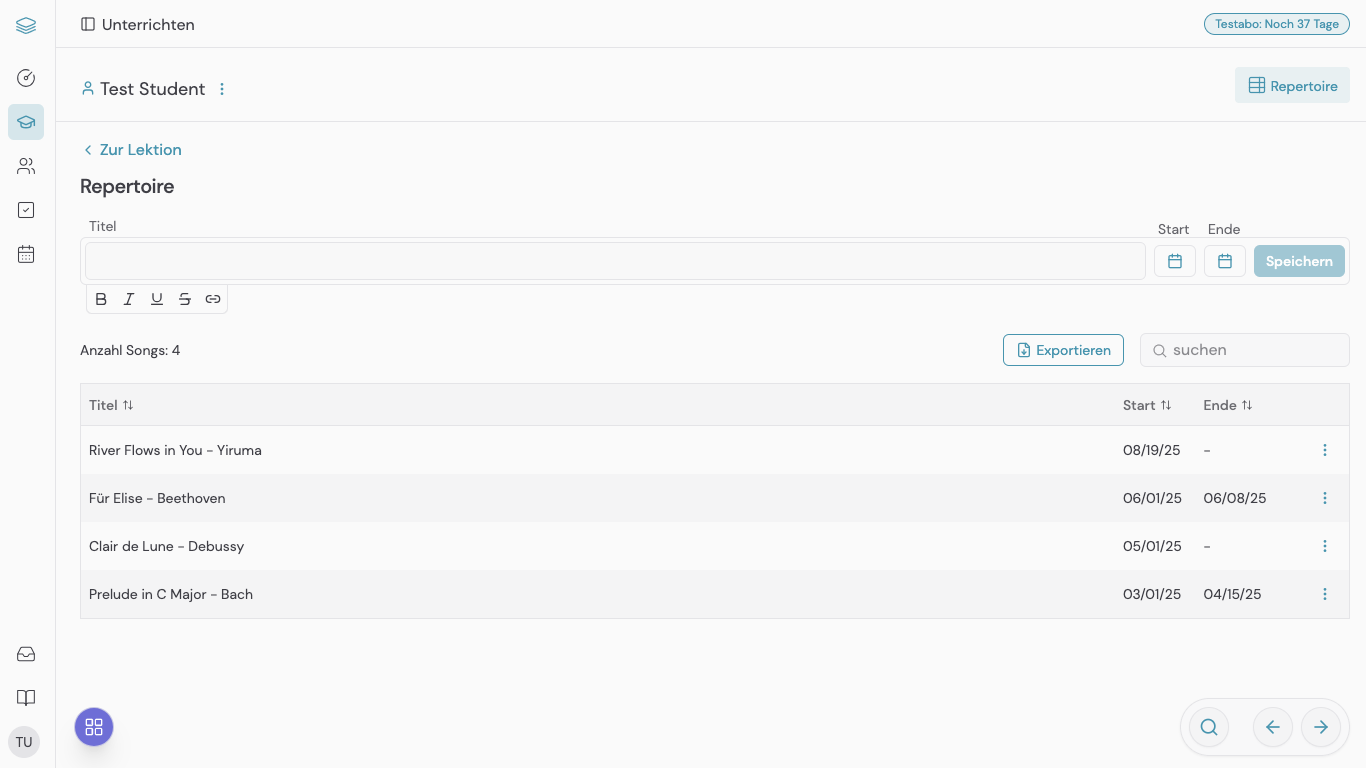 Unterrichten
Testabo: Noch 37 Tage
Test Student
Repertoire
Zur Lektion
Repertoire
Titel
Start
Ende
Speichern
Anzahl Songs: 4
Exportieren
suchen
Titel Start Ende
River Flows in You - Yiruma 08/19/25 -
Für Elise - Beethoven 06/01/25 06/08/25
Clair de Lune - Debussy 05/01/25 -
Prelude in C Major - Bach 03/01/25 04/15/25
TU